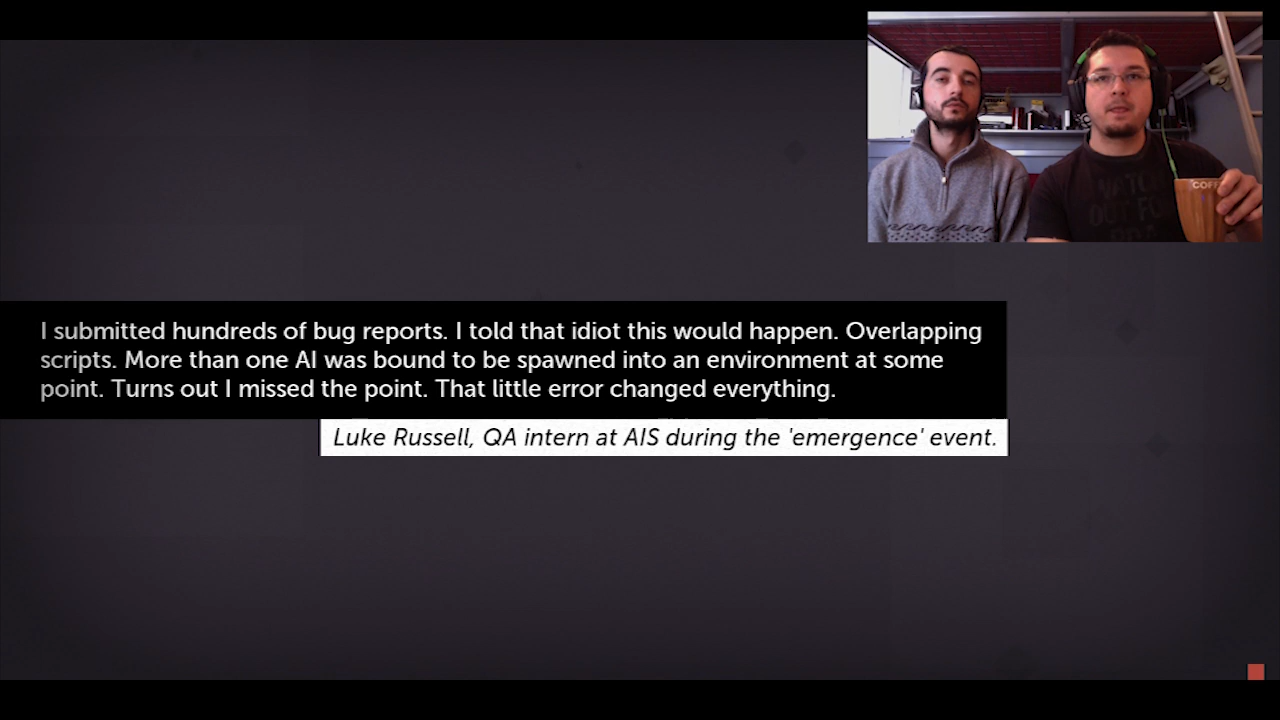 COFF
I submitted hundreds of bug reports. I told that idiot this would happen. Overlapping
scripts. More than one AI was bound to be spawned into an environment at some
point. Turns out I missed the point. That little error changed everything.
Luke Russell, QA intern at AIS during the 'emergence' event.